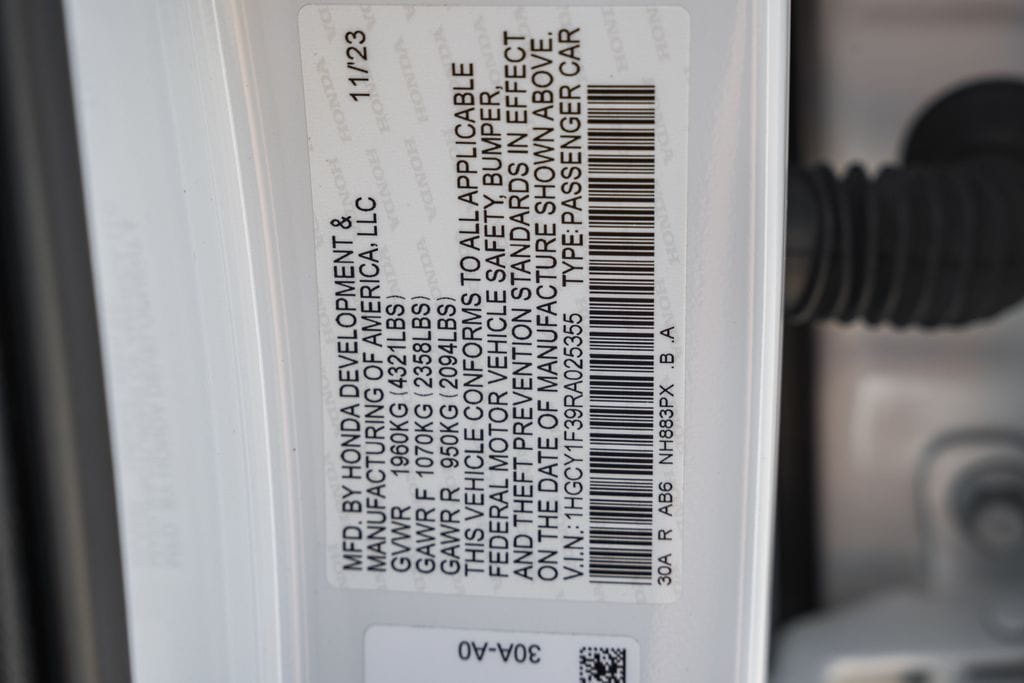 MFD. BY HONDA DEVELOPMENT & 11/'23
MANUFACTURING OF AMERICA, LLC
GVWR 1960KG (4321LBS)
GAWR F 1070KG (2358LBS)
GAWR R 950KG (2094LBS)
THIS VEHICLE CONFORMS TO ALL APPLICABLE
FEDERAL MOTOR VEHICLE SAFETY, BUMPER,
AND THEFT PREVENTION STANDARDS IN EFFECT
ON THE DATE OF MANUFACTURE SHOWN ABOVE.
V.I.N.: 1HGCY1F39RA025355 TYPE: PASSENGER CAR
30A R AB6 NH883PX .B .A
30A-A0